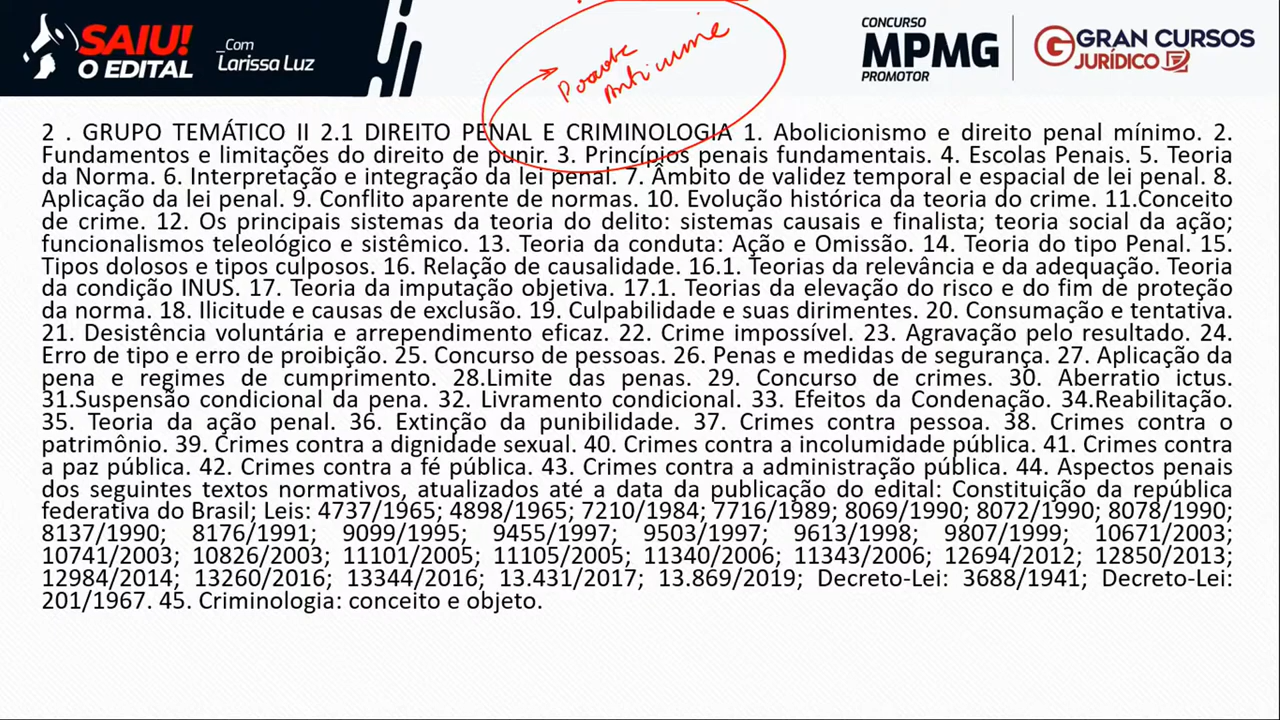 SAIU!
O EDITAL
_Com
Larissa Luz
Pacote
Anticrime
CONCURSO
MPMG
PROMOTOR
GRAN CURSOS
JURÍDICO
2 . GRUPO TEMÁTICO II 2.1 DIREITO PENAL E CRIMINOLOGIA 1. Abolicionismo e direito penal mínimo. 2.
Fundamentos e limitações do direito de punir. 3. Princípios penais fundamentais. 4. Escolas Penais. 5. Teoria
da Norma. 6. Interpretação e integração da lei penal. 7. Âmbito de validez temporal e espacial de lei penal. 8.
Aplicação da lei penal. 9. Conflito aparente de normas. 10. Evolução histórica da teoria do crime. 11.Conceito
de crime. 12. Os principais sistemas da teoria do delito: sistemas causais e finalista; teoria social da ação;
funcionalismos teleológico e sistêmico. 13. Teoria da conduta: Ação e Omissão. 14. Teoria do tipo Penal. 15.
Tipos dolosos e tipos culposos. 16. Relação de causalidade. 16.1. Teorias da relevância e da adequação. Teoria
da condição INUS. 17. Teoria da imputação objetiva. 17.1. Teorias da elevação do risco e do fim de proteção
da norma. 18. Ilicitude e causas de exclusão. 19. Culpabilidade e suas dirimentes. 20. Consumação e tentativa.
21. Desistência voluntária e arrependimento eficaz. 22. Crime impossível. 23. Agravação pelo resultado. 24.
Erro de tipo e erro de proibição. 25. Concurso de pessoas. 26. Penas e medidas de segurança. 27. Aplicação da
pena e regimes de cumprimento. 28.Limite das penas. 29. Concurso de crimes. 30. Aberratio ictus.
31.Suspensão condicional da pena. 32. Livramento condicional. 33. Efeitos da Condenação. 34.Reabilitação.
35. Teoria da ação penal. 36. Extinção da punibilidade. 37. Crimes contra pessoa. 38. Crimes contra o
patrimônio. 39. Crimes contra a dignidade sexual. 40. Crimes contra a incolumidade pública. 41. Crimes contra
a paz pública. 42. Crimes contra a fé pública. 43. Crimes contra a administração pública. 44. Aspectos penais
dos seguintes textos normativos, atualizados até a data da publicação do edital: Constituição da república
federativa do Brasil; Leis: 4737/1965; 4898/1965; 7210/1984; 7716/1989; 8069/1990; 8072/1990; 8078/1990;
8137/1990; 8176/1991; 9099/1995; 9455/1997; 9503/1997; 9613/1998; 9807/1999; 10671/2003;
10741/2003; 10826/2003; 11101/2005; 11105/2005; 11340/2006; 11343/2006; 12694/2012; 12850/2013;
12984/2014; 13260/2016; 13344/2016; 13.431/2017; 13.869/2019; Decreto-Lei: 3688/1941; Decreto-Lei:
201/1967. 45. Criminologia: conceito e objeto.